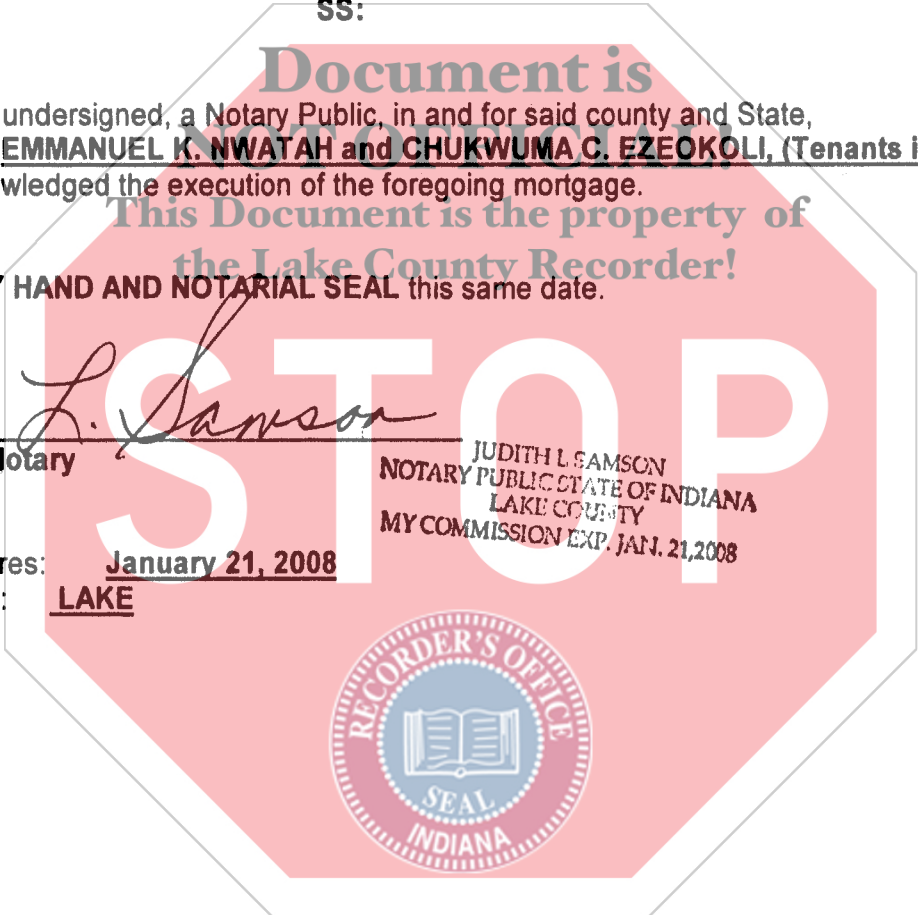 SS:
Document is
undersigned, a Notary Public, in and for said county and State,
NOT OFFICIAL!
EMMANUEL K. NWATAH and CHUKWUMA C. EZEOKOLI, (Tenants i
wledged the execution of the foregoing mortgage.
This Document is the property of
the Lake County Recorder!
HAND AND NOTARIAL SEAL this same date.
STOP
L. Samson
otary
JUDITH L SAMSON
NOTARY PUBLIC STATE OF INDIANA
LAKE COUNTY
MY COMMISSION EXP. JAN. 21,2008
res: January 21, 2008
: LAKE
RECORDER'S OFFICE
SEAL
INDIANA